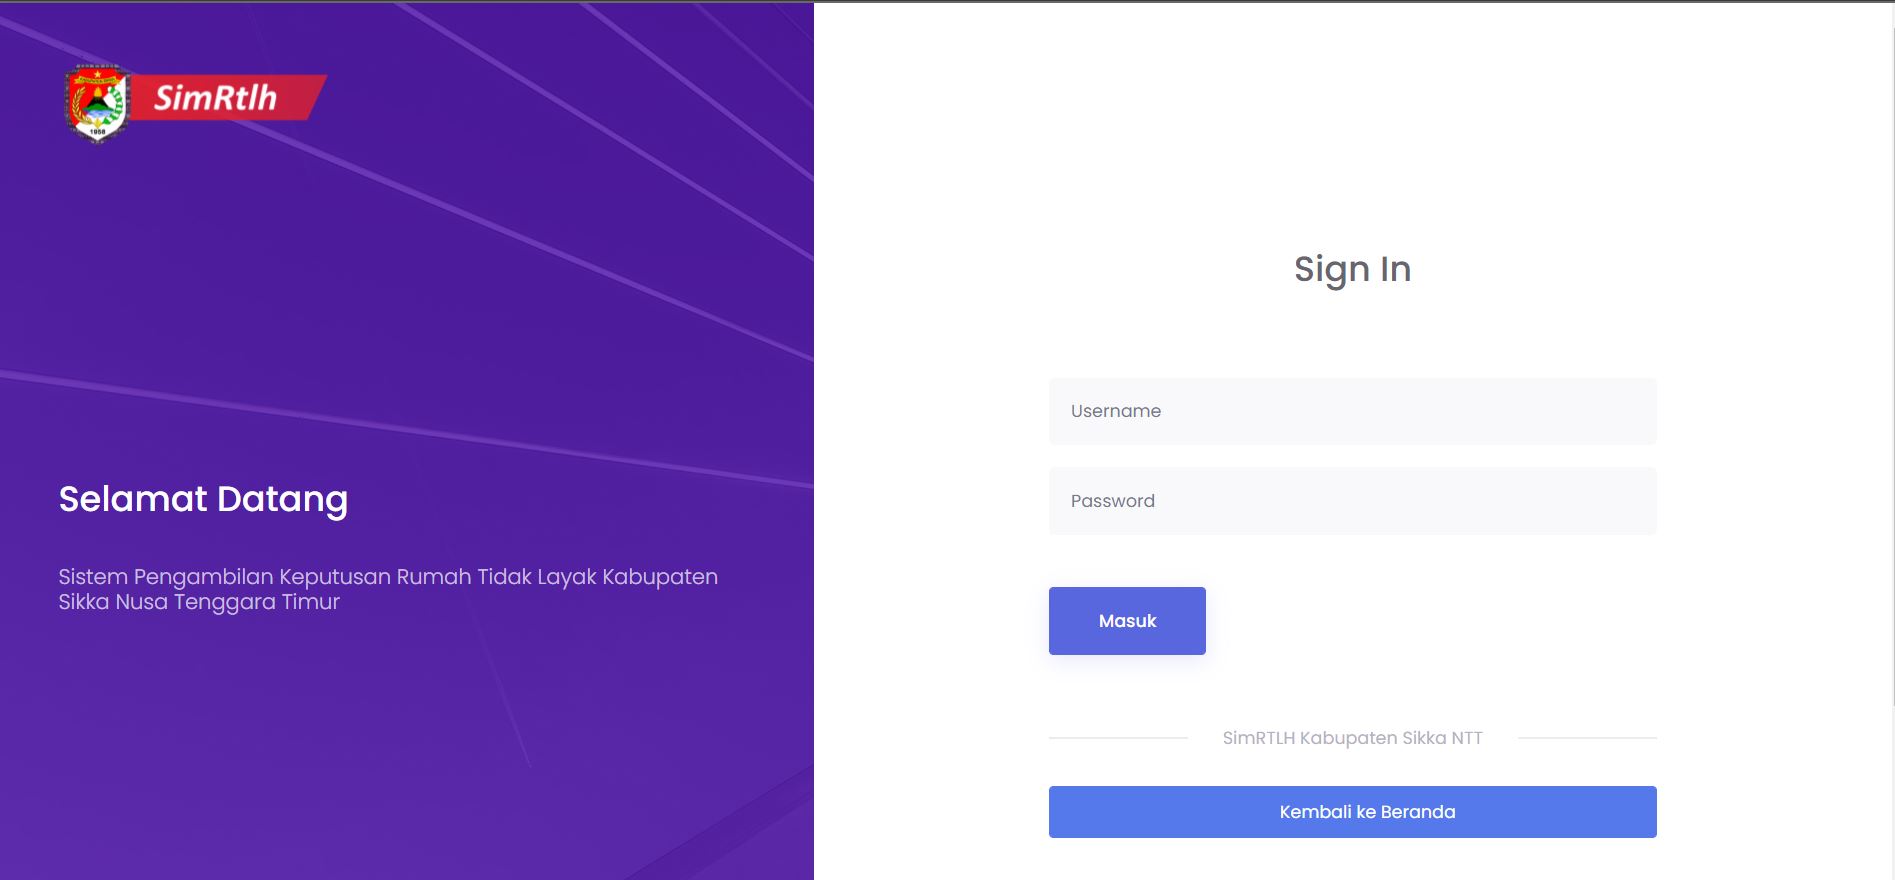 SimRtlh
1958
Selamat Datang
Sistem Pengambilan Keputusan Rumah Tidak Layak Kabupaten
Sikka Nusa Tenggara Timur
Sign In
Username
Password
Masuk
SimRTLH Kabupaten Sikka NTT
Kembali ke Beranda